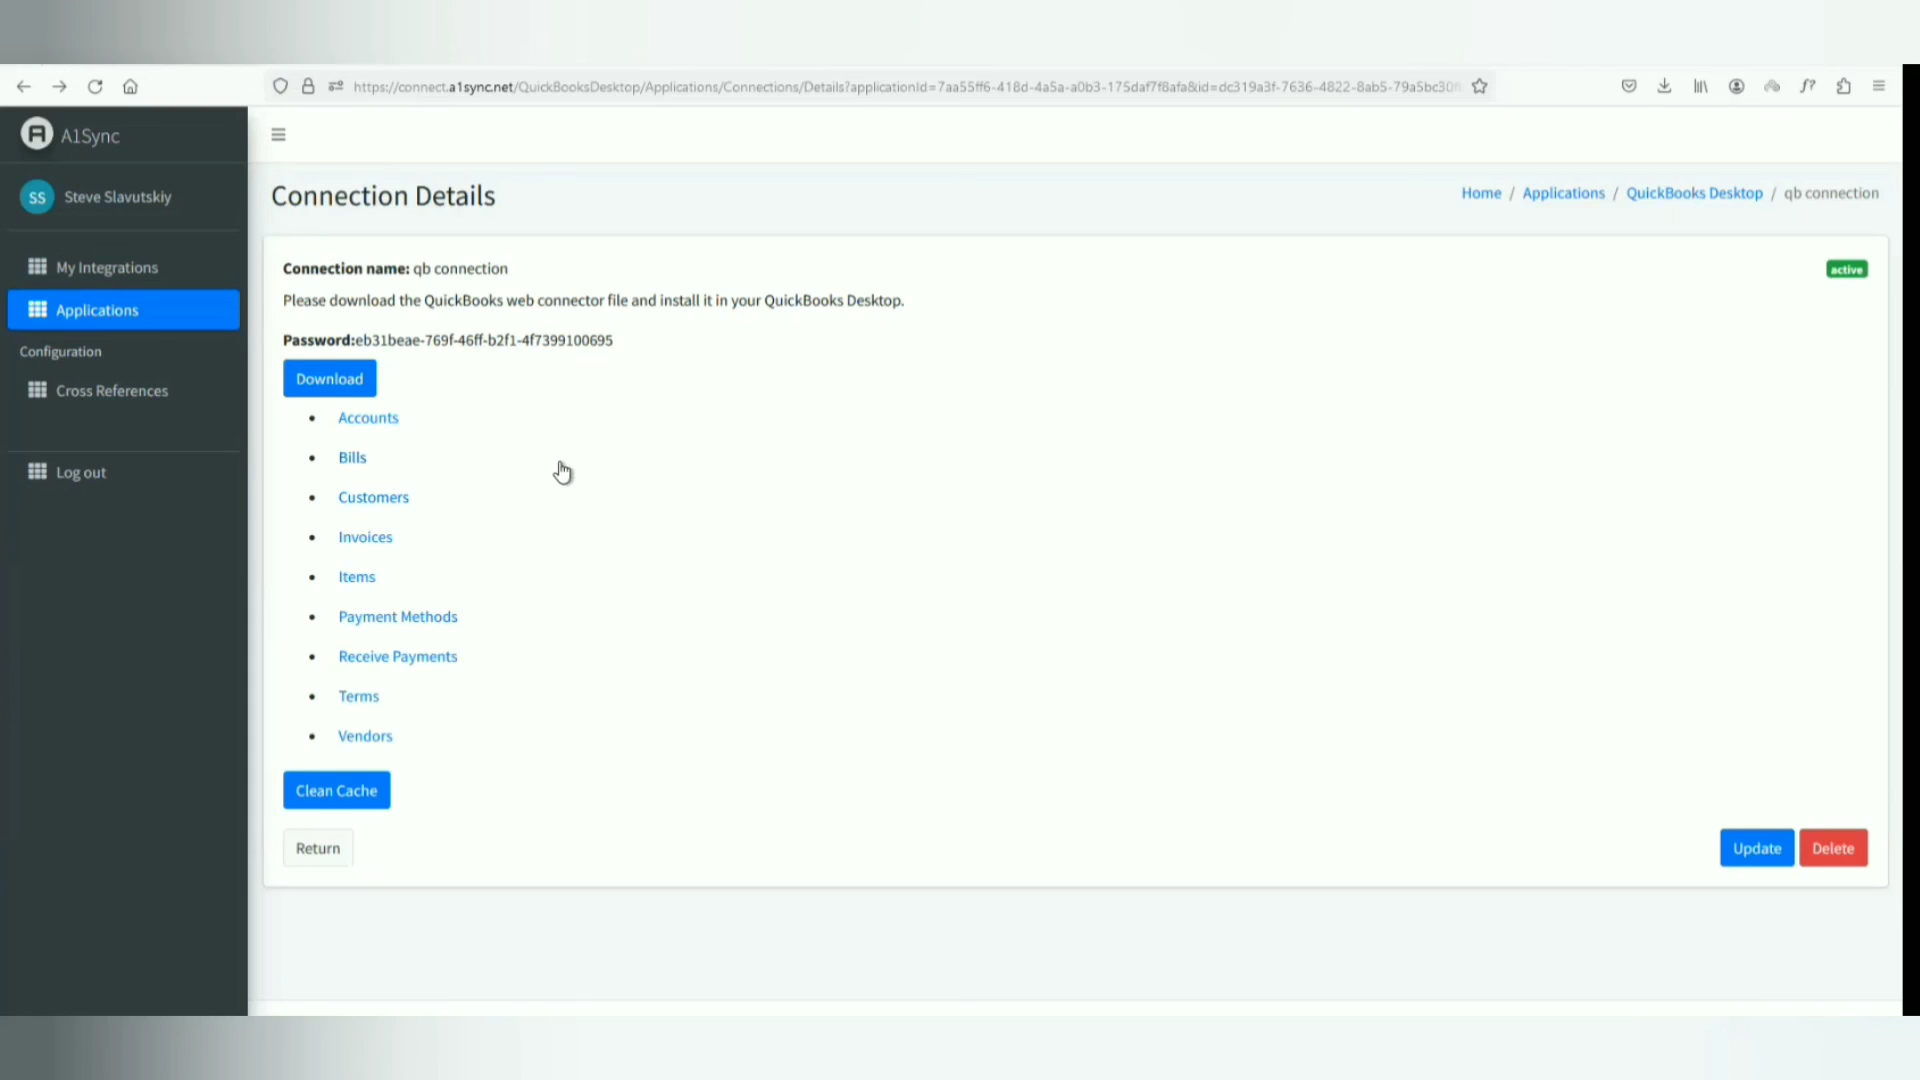 https://connect.a1sync.net/QuickBooksDesktop/Applications/Connections/Details?applicationId=7aa55ff6-418d-4a5a-a0b3-175daf7f8afa&id=dc319a3f-7636-4822-8ab5-79a5bc30f
A1Sync
SS Steve Slavutskiy
My Integrations
Applications
Configuration
Cross References
Log out
Connection Details
Home / Applications / QuickBooks Desktop / qb connection
Connection name: qb connection
active
Please download the QuickBooks web connector file and install it in your QuickBooks Desktop.
Password:eb31beae-769f-46ff-b2f1-4f7399100695
Download
Accounts
Bills
Customers
Invoices
Items
Payment Methods
Receive Payments
Terms
Vendors
Clean Cache
Return
Update Delete